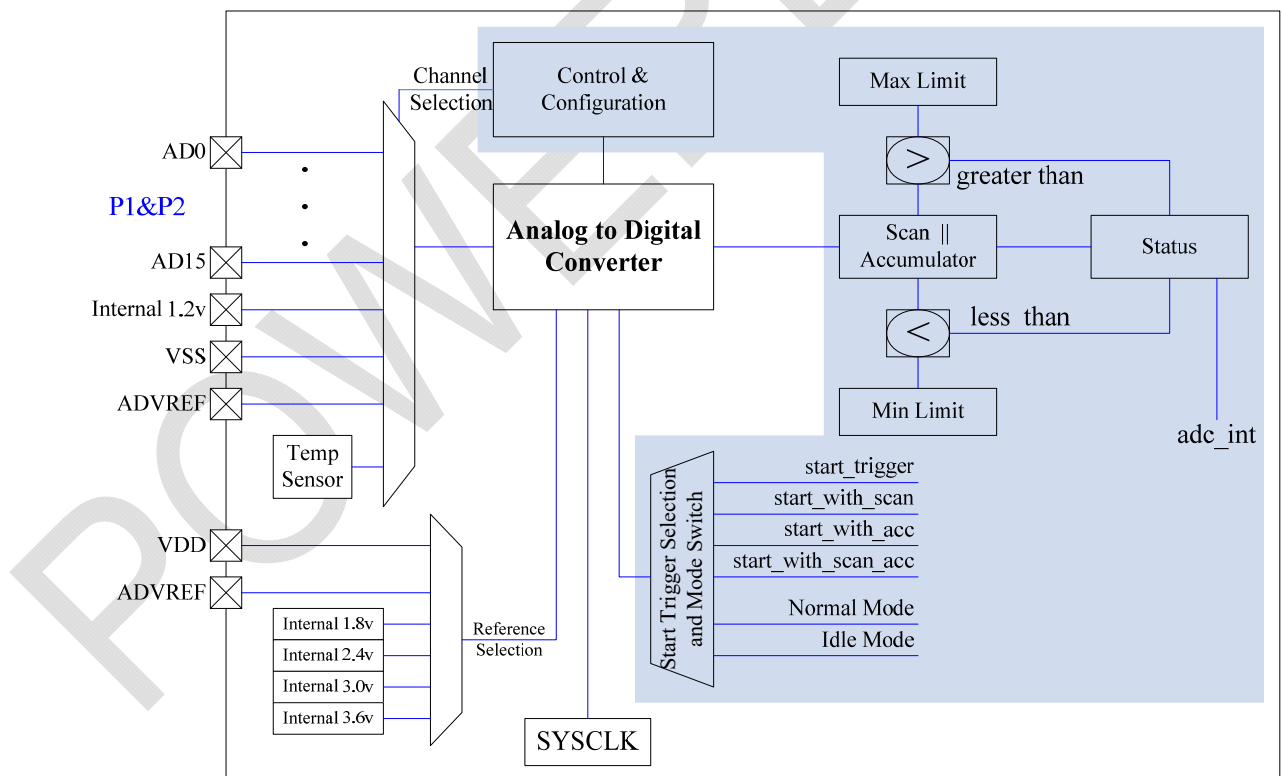 Channel
Selection
Control &
Configuration
Max Limit
AD0
>
greater than
P1&P2
Analog to Digital
Converter
Scan ||
Accumulator
Status
AD15
Internal 1.2v
<
less than
VSS
ADVREF
Min Limit
adc_int
Temp
Sensor
Start Trigger Selection
and Mode Switch
start_trigger
start_with_scan
start_with_acc
start_with_scan_acc
Normal Mode
Idle Mode
VDD
ADVREF
Internal 1.8v
Internal 2.4v
Internal 3.0v
Internal 3.6v
Reference
Selection
SYSCLK